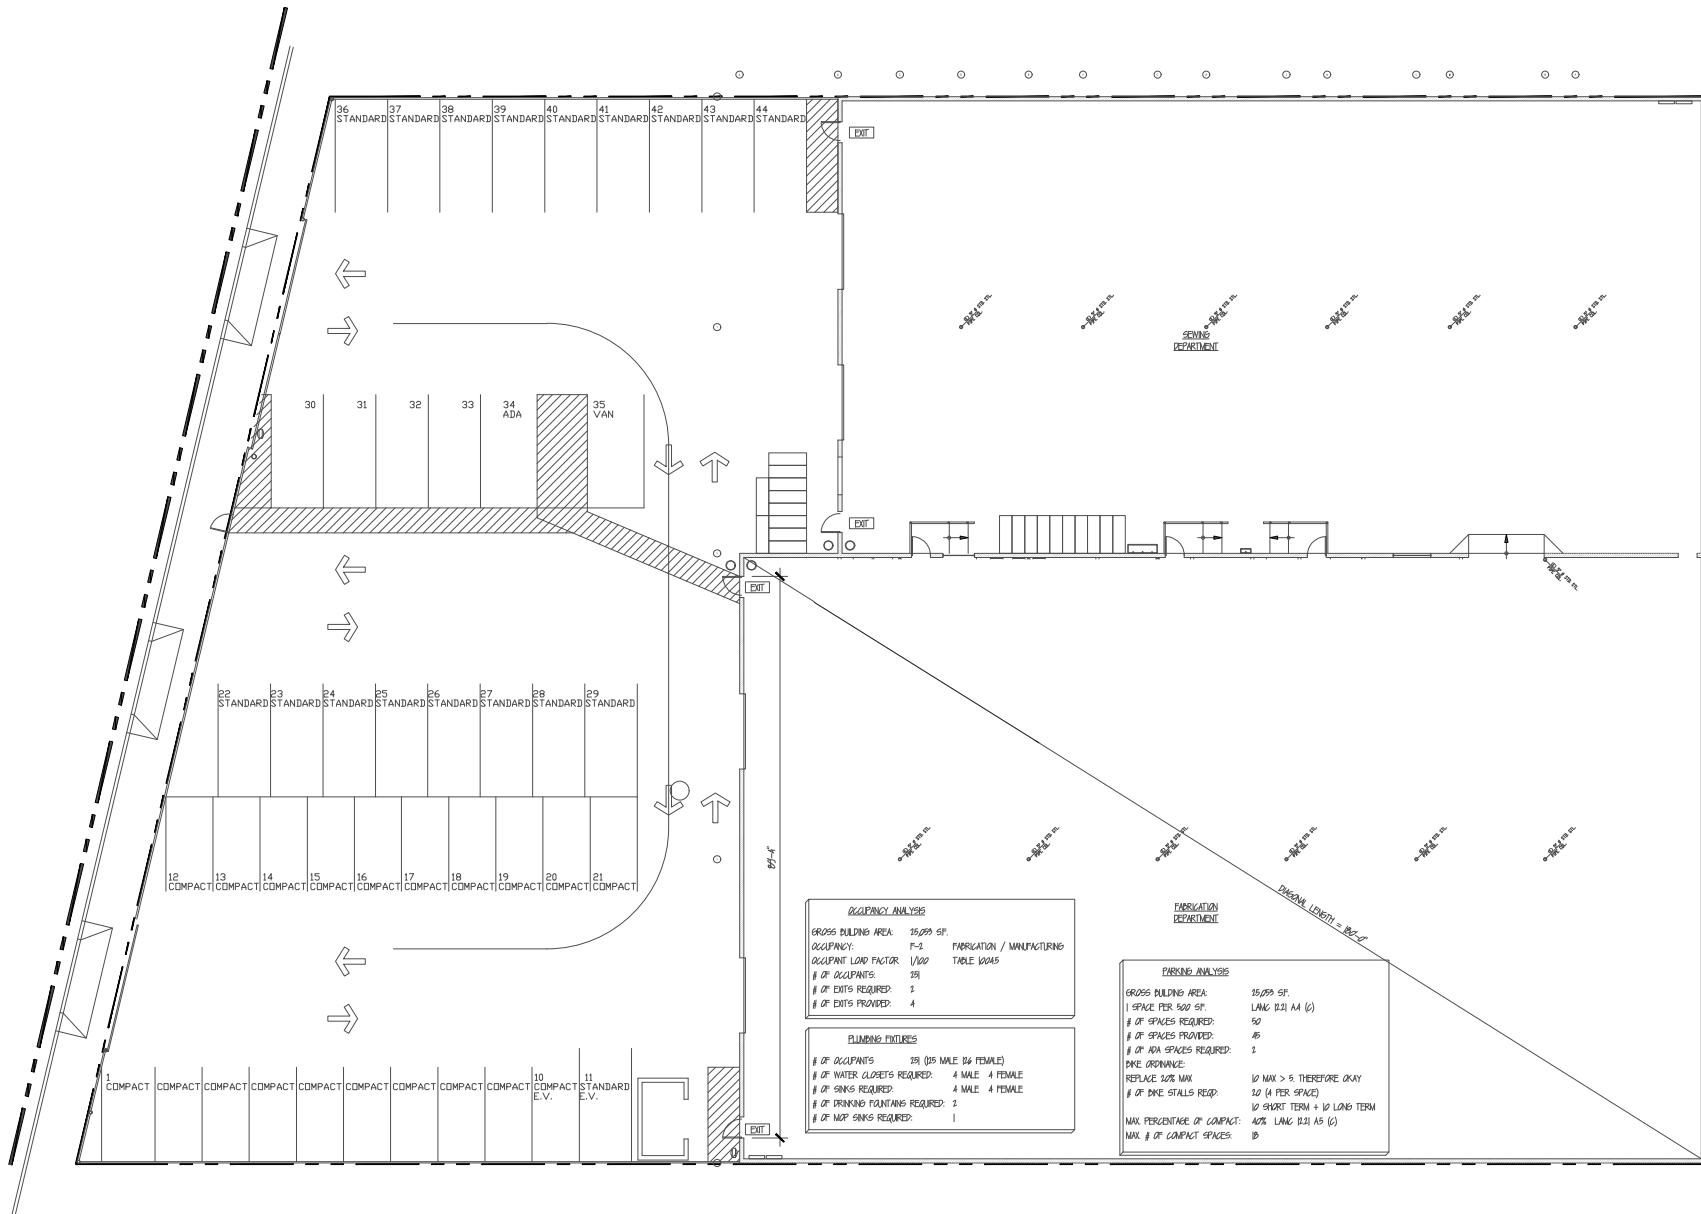 36 37 38 39 40 41 42 43 44
STANDARD STANDARD STANDARD STANDARD STANDARD STANDARD STANDARD STANDARD STANDARD
EXIT
SEWING
DEPARTMENT
30 31 32 33 34 35
ADA VAN
EXIT
EXIT
22 23 24 25 26 27 28 29
STANDARD STANDARD STANDARD STANDARD STANDARD STANDARD STANDARD STANDARD
89'-4"
12 13 14 15 16 17 18 19 20 21
COMPACT COMPACT COMPACT COMPACT COMPACT COMPACT COMPACT COMPACT COMPACT COMPACT
DIAGONAL LENGTH = 180'-0"
FABRICATION
DEPARTMENT
OCCUPANCY ANALYSIS
GROSS BUILDING AREA: 25,059 S.F.
OCCUPANCY: F-2 FABRICATION / MANUFACTURING
OCCUPANT LOAD FACTOR 1/100 TABLE 1004.5
# OF OCCUPANTS: 251
# OF EXITS REQUIRED: 2
# OF EXITS PROVIDED: 4
PLUMBING FIXTURES
# OF OCCUPANTS 251 (125 MALE 126 FEMALE)
# OF WATER CLOSETS REQUIRED: 4 MALE 4 FEMALE
# OF SINKS REQUIRED: 4 MALE 4 FEMALE
# OF DRINKING FOUNTAINS REQUIRED: 2
# OF MOP SINKS REQUIRED: 1
PARKING ANALYSIS
GROSS BUILDING AREA: 25,059 S.F.
1 SPACE PER 500 S.F. LAMC 12.21 A.4 (C)
# OF SPACES REQUIRED: 50
# OF SPACES PROVIDED: 45
# OF ADA SPACES REQUIRED: 2
BIKE ORDINANCE:
REPLACE 20% MAX 10 MAX > 5. THEREFORE OKAY
# OF BIKE STALLS REQD: 20 (4 PER SPACE)
10 SHORT TERM + 10 LONG TERM
MAX. PERCENTAGE OF COMPACT: 40% LAMC 12.21 A.5 (C)
MAX. # OF COMPACT SPACES: 18
1 10 11
COMPACT COMPACT COMPACT COMPACT COMPACT COMPACT COMPACT COMPACT COMPACT COMPACT STANDARD
E.V. E.V.
EXIT